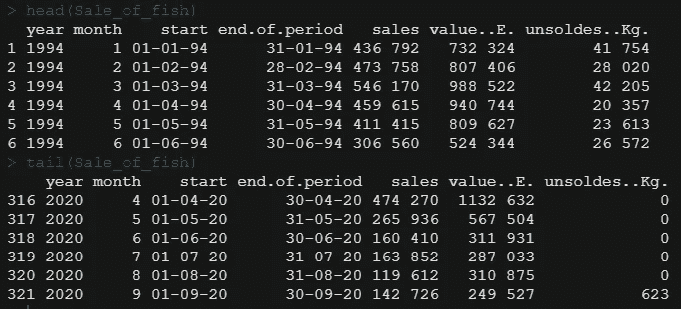 > head(Sale_of_fish)
year month start end.of.period sales value..E. unsoldes..Kg.
1 1994 1 01-01-94 31-01-94 436 792 732 324 41 754
2 1994 2 01-02-94 28-02-94 473 758 807 406 28 020
3 1994 3 01-03-94 31-03-94 546 170 988 522 42 205
4 1994 4 01-04-94 30-04-94 459 615 940 744 20 357
5 1994 5 01-05-94 31-05-94 411 415 809 627 23 613
6 1994 6 01-06-94 30-06-94 306 560 524 344 26 572
> tail(Sale_of_fish)
year month start end.of.period sales value..E. unsoldes..Kg.
316 2020 4 01-04-20 30-04-20 474 270 1132 632 0
317 2020 5 01-05-20 31-05-20 265 936 567 504 0
318 2020 6 01-06-20 30-06-20 160 410 311 931 0
319 2020 7 01 07 20 31 07 20 163 852 287 033 0
320 2020 8 01-08-20 31-08-20 119 612 310 875 0
321 2020 9 01-09-20 30-09-20 142 726 249 527 623